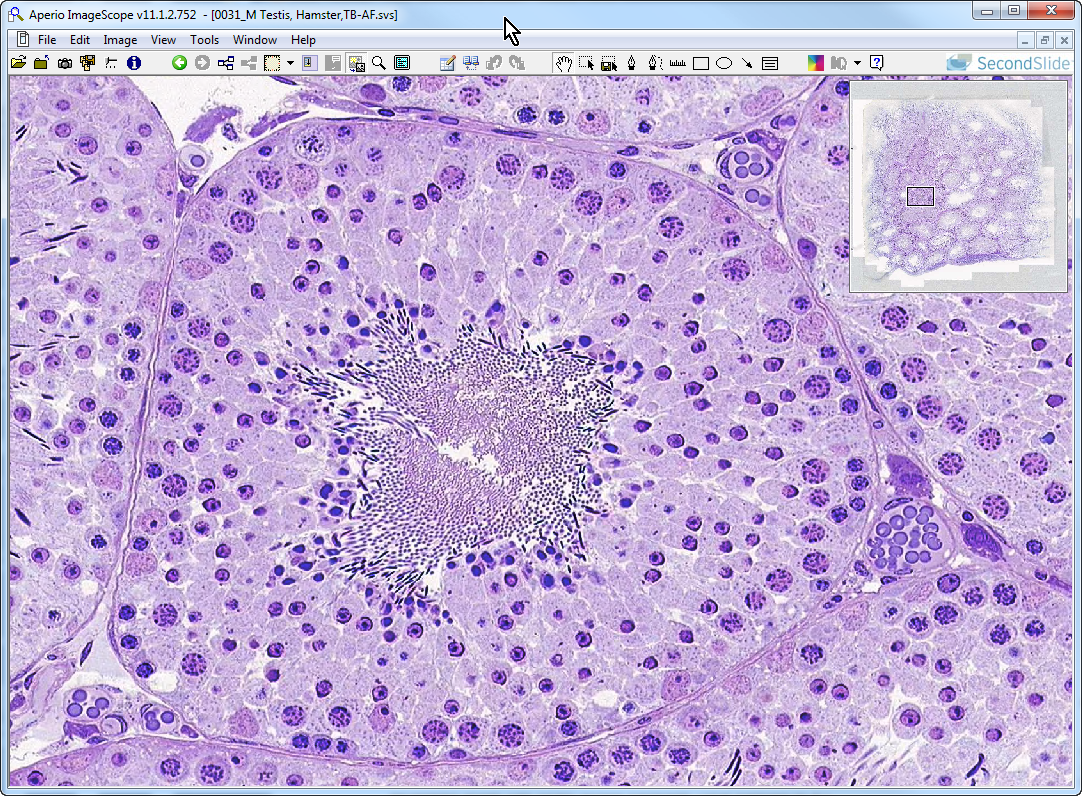 Aperio ImageScope v11.1.2.752 - [0031_M Testis, Hamster,TB-AF.svs]
File Edit Image View Tools Window Help
SecondSlide